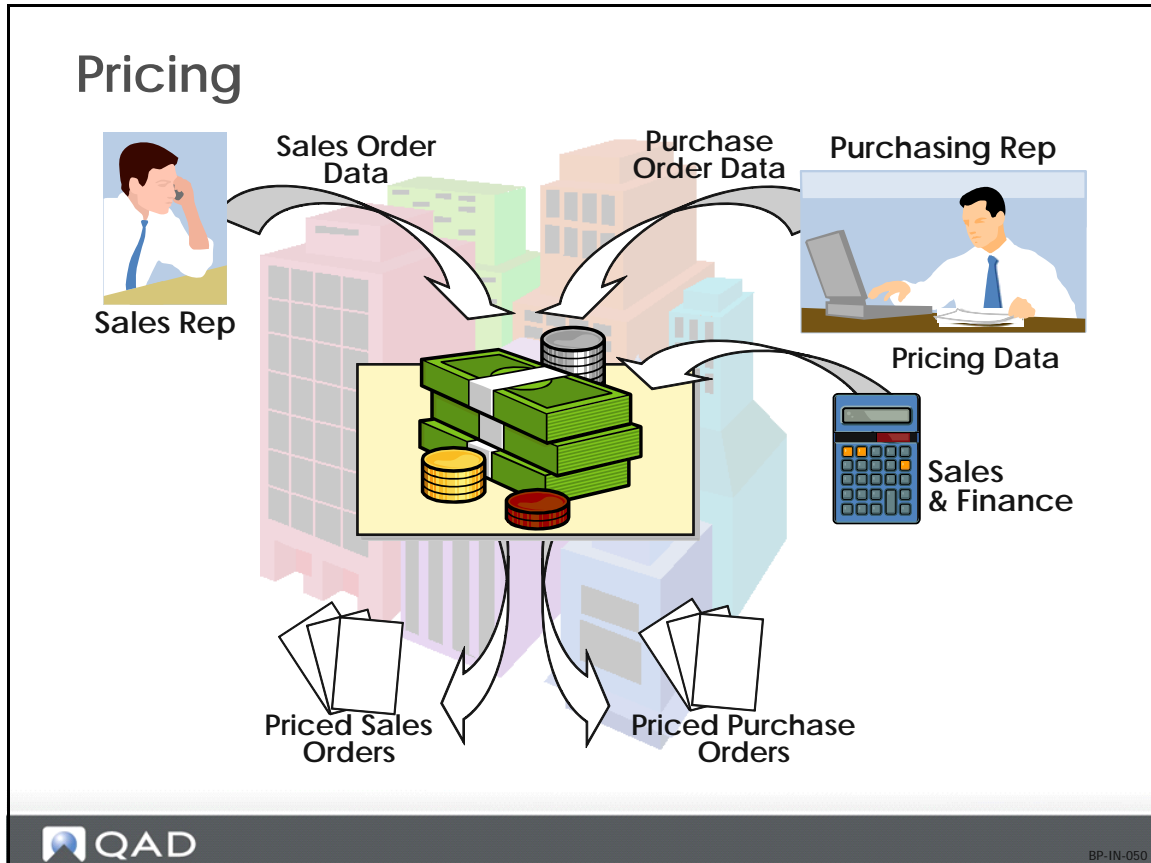 Pricing
Sales Order
Data
Purchase
Order Data
Purchasing Rep
Sales Rep
Pricing Data
Sales
& Finance
Priced Sales
Orders
Priced Purchase
Orders
QAD
BP-IN-050